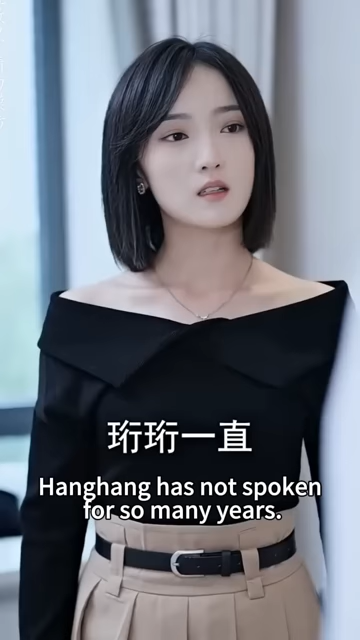 珩珩一直
Hanghang has not spoken
for so many years.